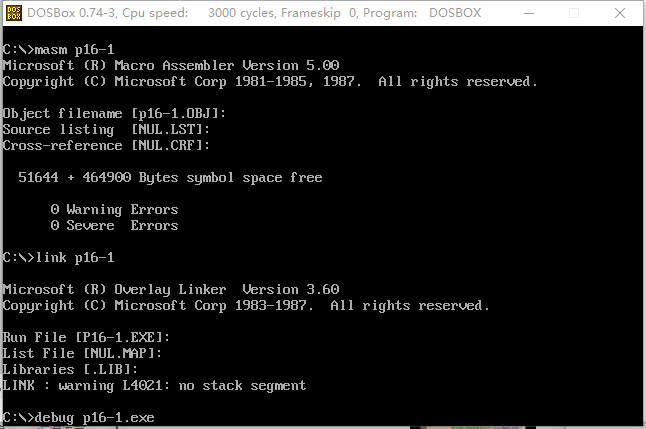 DOS
BOX
DOSBox 0.74-3, Cpu speed: 3000 cycles, Frameskip 0, Program: DOSBOX
C:\>masm p16-1
Microsoft (R) Macro Assembler Version 5.00
Copyright (C) Microsoft Corp 1981-1985, 1987. All rights reserved.
Object filename [p16-1.OBJ]:
Source listing [NUL.LST]:
Cross-reference [NUL.CRF]:
51644 + 464900 Bytes symbol space free
0 Warning Errors
0 Severe Errors
C:\>link p16-1
Microsoft (R) Overlay Linker Version 3.60
Copyright (C) Microsoft Corp 1983-1987. All rights reserved.
Run File [P16-1.EXE]:
List File [NUL.MAP]:
Libraries [.LIB]:
LINK : warning L4021: no stack segment
C:\>debug p16-1.exe